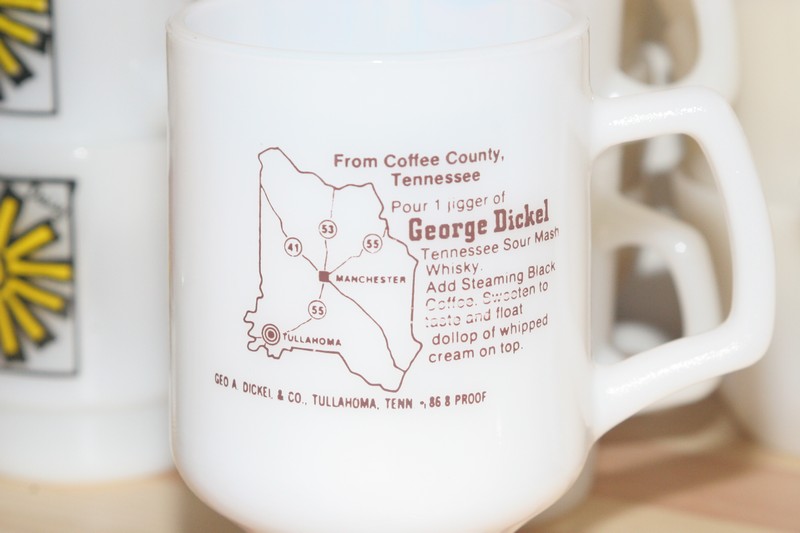 From Coffee County,
Tennessee
Pour 1 jigger of
George Dickel
Tennessee Sour Mash
Whisky.
Add Steaming Black
Coffee. Sweeten to
taste and float
dollop of whipped
cream on top.
53
41
55
MANCHESTER
55
TULLAHOMA
GEO A. DICKEL & CO., TULLAHOMA, TENN •, 86 8 PROOF